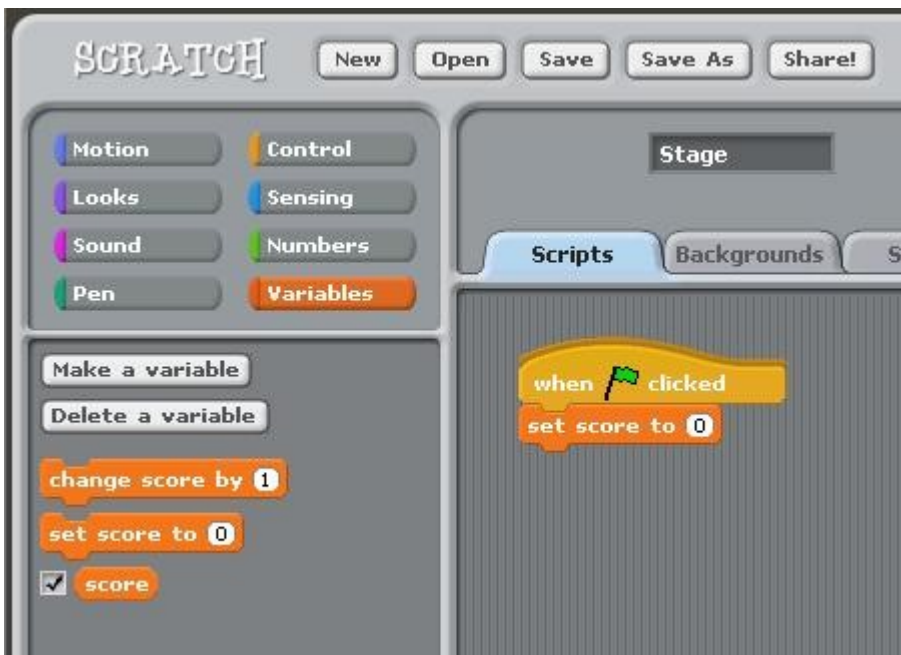 SCRATCH New Open Save Save As Share!
Motion Control
Looks Sensing
Sound Numbers
Pen Variables
Make a variable
Delete a variable
change score by 1
set score to 0
score
Stage
Scripts Backgrounds S
when clicked
set score to 0